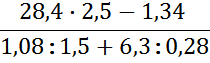 28,4 · 2,5 − 1,34
1,08 : 1,5 + 6,3 : 0,28